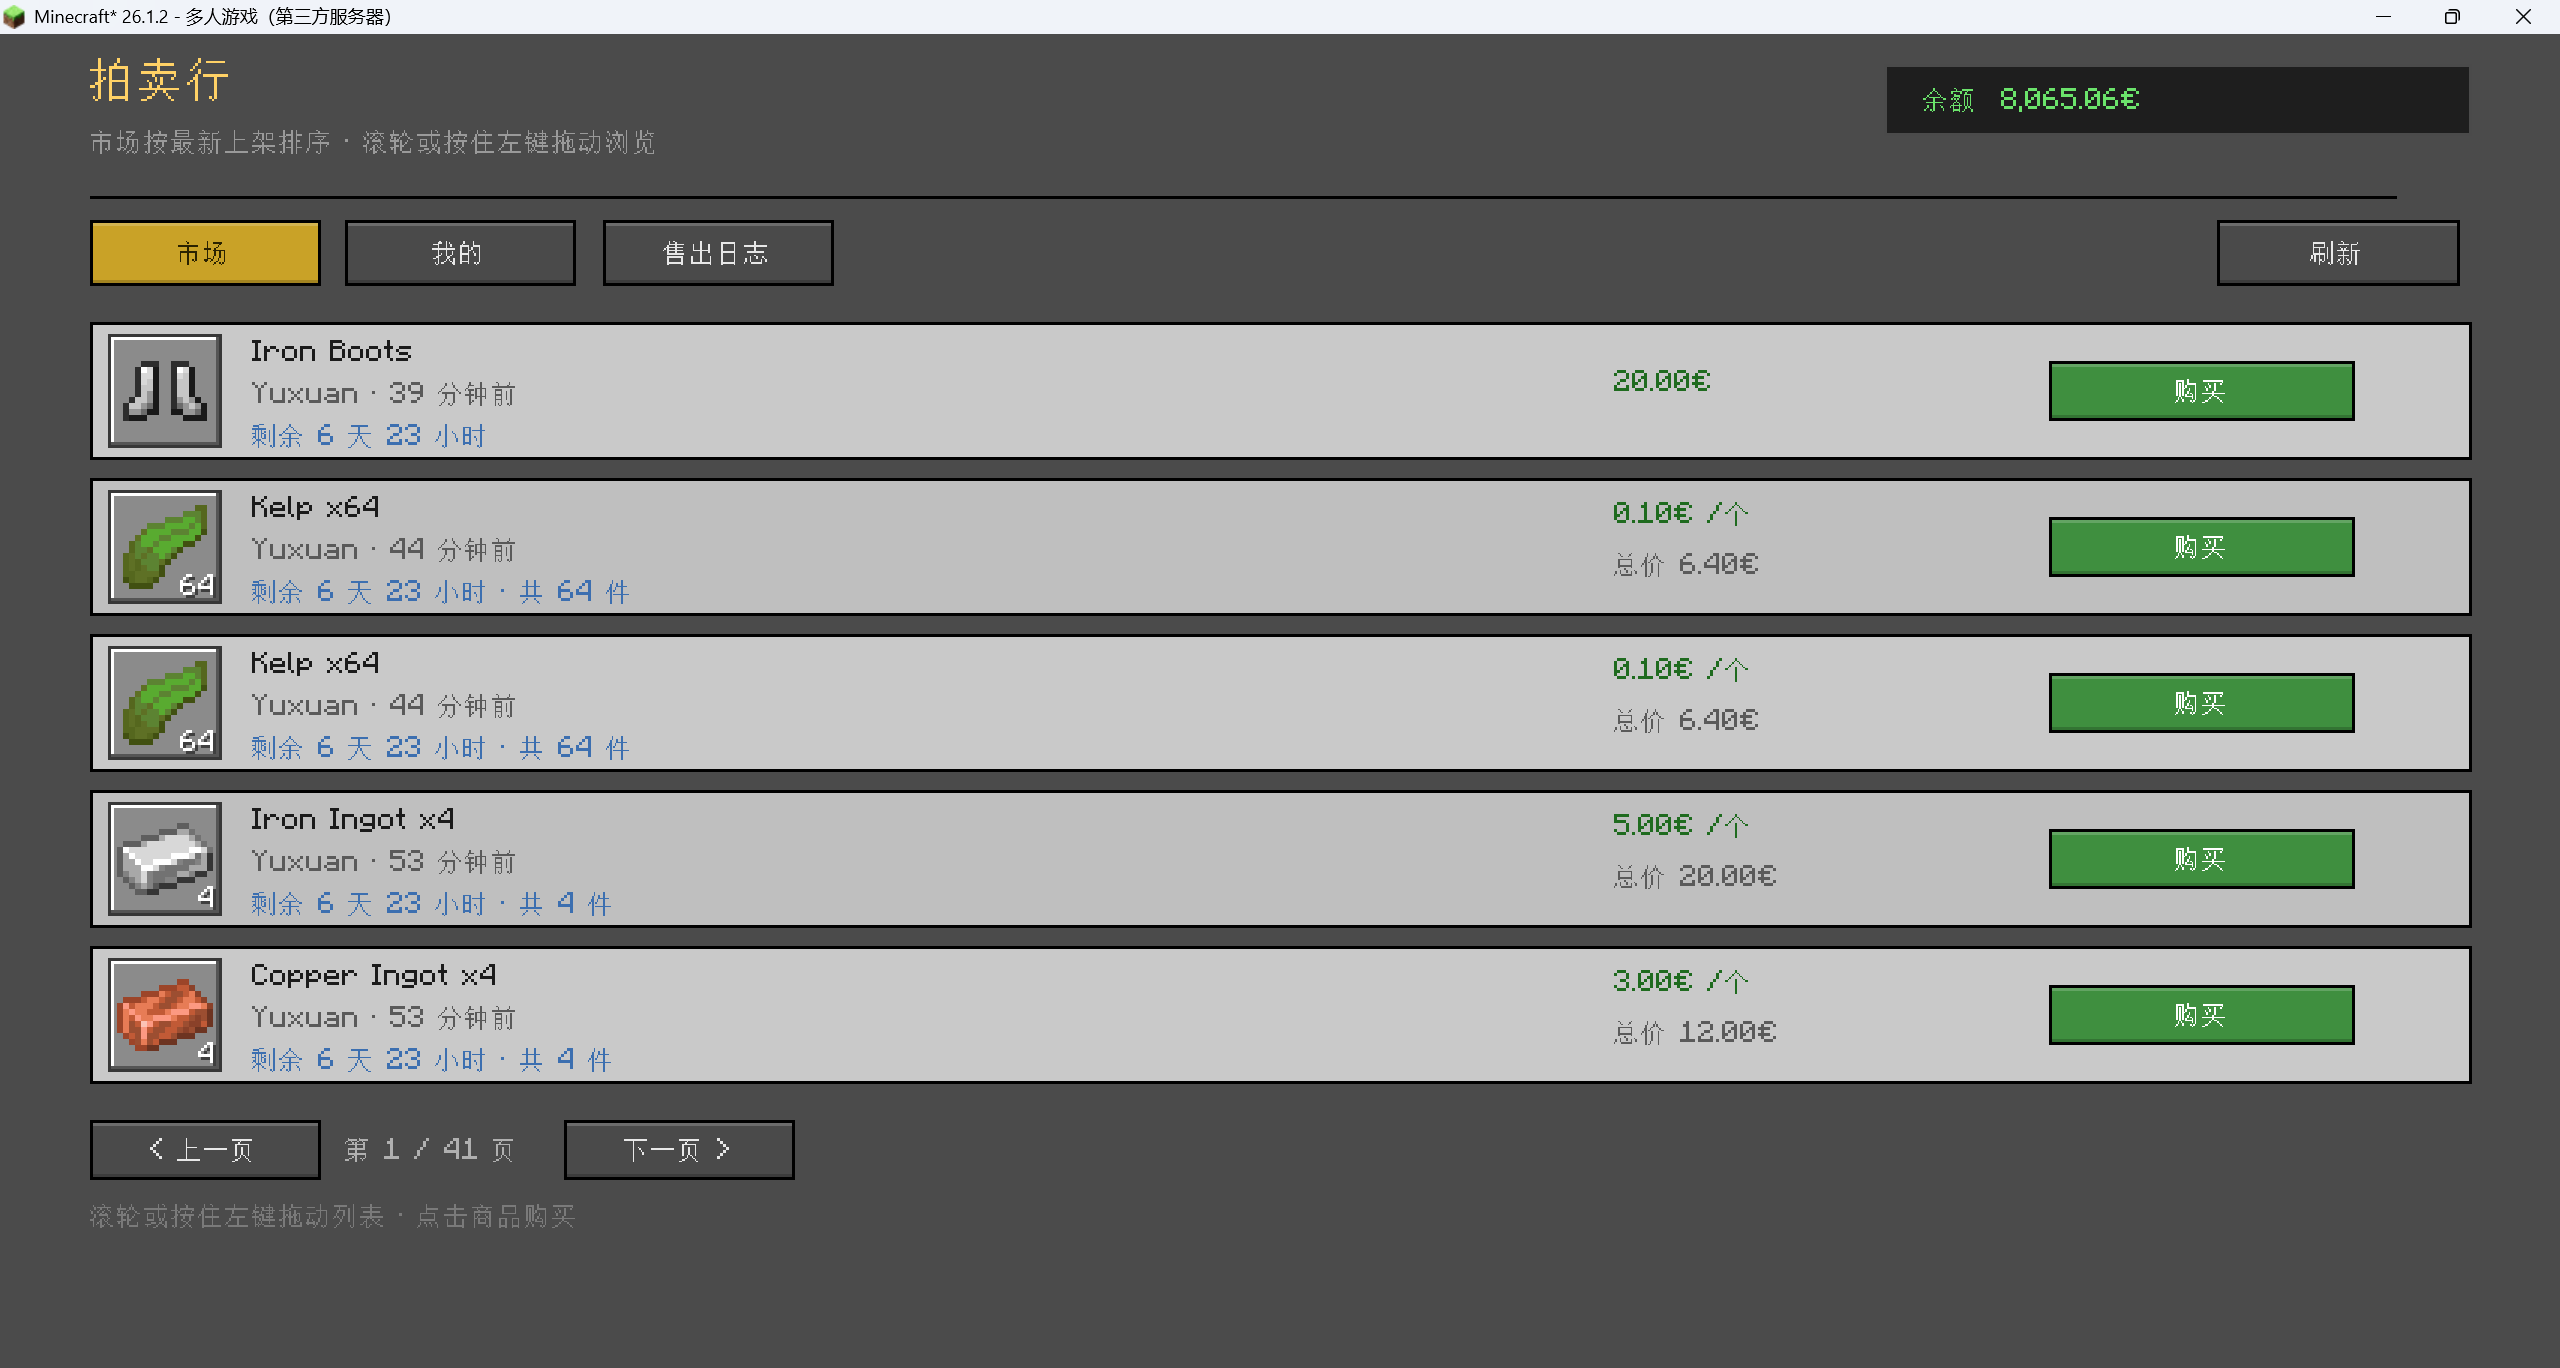 Minecraft* 26.1.2 - 多人游戏（第三方服务器）
拍卖行
余额 8,065.06€
市场按最新上架排序 · 滚轮或按住左键拖动浏览
市场
我的
售出日志
刷新
Iron Boots
Yuxuan · 39 分钟前
剩余 6 天 23 小时
20.00€
购买
Kelp x64
Yuxuan · 44 分钟前
剩余 6 天 23 小时 · 共 64 件
64
0.10€ /个
总价 6.40€
购买
Kelp x64
Yuxuan · 44 分钟前
剩余 6 天 23 小时 · 共 64 件
64
0.10€ /个
总价 6.40€
购买
Iron Ingot x4
Yuxuan · 53 分钟前
剩余 6 天 23 小时 · 共 4 件
4
5.00€ /个
总价 20.00€
购买
Copper Ingot x4
Yuxuan · 53 分钟前
剩余 6 天 23 小时 · 共 4 件
4
3.00€ /个
总价 12.00€
购买
< 上一页
第 1 / 41 页
下一页 >
滚轮或按住左键拖动列表 · 点击商品购买